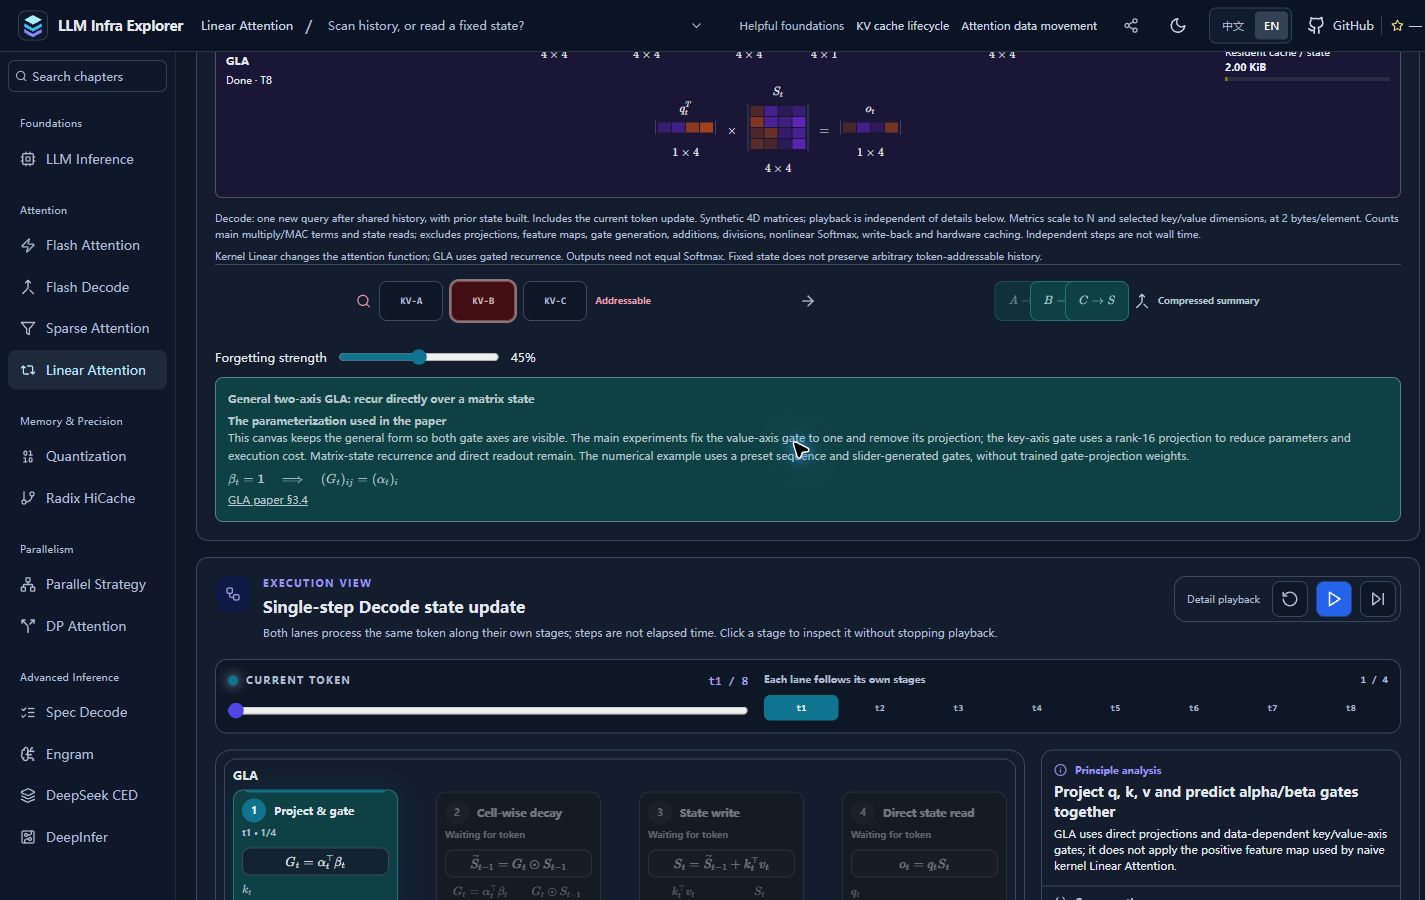 LLM Infra Explorer
Linear Attention / Scan history, or read a fixed state?
Helpful foundations KV cache lifecycle Attention data movement
中文 EN GitHub
Search chapters
Foundations
LLM Inference
Attention
Flash Attention
Flash Decode
Sparse Attention
Linear Attention
Memory & Precision
Quantization
Radix HiCache
Parallelism
Parallel Strategy
DP Attention
Advanced Inference
Spec Decode
Engram
DeepSeek CED
DeepInfer
4 × 4 4 × 4 4 × 4 4 × 1 4 × 4
GLA
Done · T8
Resident cache / state
2.00 KiB
S_t
q_t^T × = o_t
1 × 4 1 × 4
4 × 4
Decode: one new query after shared history, with prior state built. Includes the current token update. Synthetic 4D matrices; playback is independent of details below. Metrics scale to N and selected key/value dimensions, at 2 bytes/element. Counts
main multiply/MAC terms and state reads; excludes projections, feature maps, gate generation, additions, divisions, nonlinear Softmax, write-back and hardware caching. Independent steps are not wall time.
Kernel Linear changes the attention function; GLA uses gated recurrence. Outputs need not equal Softmax. Fixed state does not preserve arbitrary token-addressable history.
KV-A KV-B KV-C Addressable → A → B → C → S Compressed summary
Forgetting strength 45%
General two-axis GLA: recur directly over a matrix state
The parameterization used in the paper
This canvas keeps the general form so both gate axes are visible. The main experiments fix the value-axis gate to one and remove its projection; the key-axis gate uses a rank-16 projection to reduce parameters and
execution cost. Matrix-state recurrence and direct readout remain. The numerical example uses a preset sequence and slider-generated gates, without trained gate-projection weights.
β_t = 1 ⟹ (G_t)_ij = (α_t)_i
GLA paper §3.4
EXECUTION VIEW
Single-step Decode state update
Both lanes process the same token along their own stages; steps are not elapsed time. Click a stage to inspect it without stopping playback.
Detail playback
CURRENT TOKEN t1 / 8
Each lane follows its own stages 1 / 4
t1 t2 t3 t4 t5 t6 t7 t8
GLA
1 Project & gate
t1 • 1/4
G_t = α_t^⊤ β_t
k_t
2 Cell-wise decay
Waiting for token
S̃_{t−1} = G_t ⊙ S_{t−1}
G_t = α_t^⊤ β_t G_t ⊙ S_{t−1}
3 State write
Waiting for token
S_t = S̃_{t−1} + k_t^⊤ v_t
k_t^⊤ v_t S_t
4 Direct state read
Waiting for token
o_t = q_t S_t
q_t
Principle analysis
Project q, k, v and predict alpha/beta gates
together
GLA uses direct projections and data-dependent key/value-axis
gates; it does not apply the positive feature map used by naive
kernel Linear Attention.